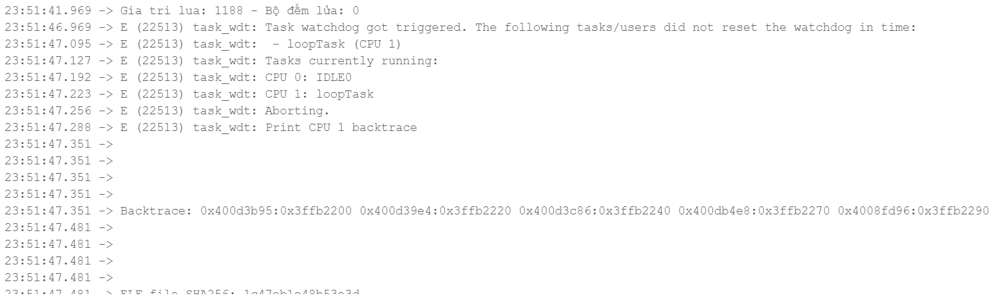 23:51:41.969 -> Gia tri lua: 1188 - Bộ đếm lửa: 0
23:51:46.969 -> E (22513) task_wdt: Task watchdog got triggered. The following tasks/users did not reset the watchdog in time:
23:51:47.095 -> E (22513) task_wdt:  - loopTask (CPU 1)
23:51:47.127 -> E (22513) task_wdt: Tasks currently running:
23:51:47.192 -> E (22513) task_wdt: CPU 0: IDLE0
23:51:47.223 -> E (22513) task_wdt: CPU 1: loopTask
23:51:47.256 -> E (22513) task_wdt: Aborting.
23:51:47.288 -> E (22513) task_wdt: Print CPU 1 backtrace
23:51:47.351 ->
23:51:47.351 ->
23:51:47.351 ->
23:51:47.351 ->
23:51:47.351 -> Backtrace: 0x400d3b95:0x3ffb2200 0x400d39e4:0x3ffb2220 0x400d3c86:0x3ffb2240 0x400db4e8:0x3ffb2270 0x4008fd96:0x3ffb2290
23:51:47.481 ->
23:51:47.481 ->
23:51:47.481 ->
23:51:47.481 ->
23:51:47.481 -> ELF file SHA256: